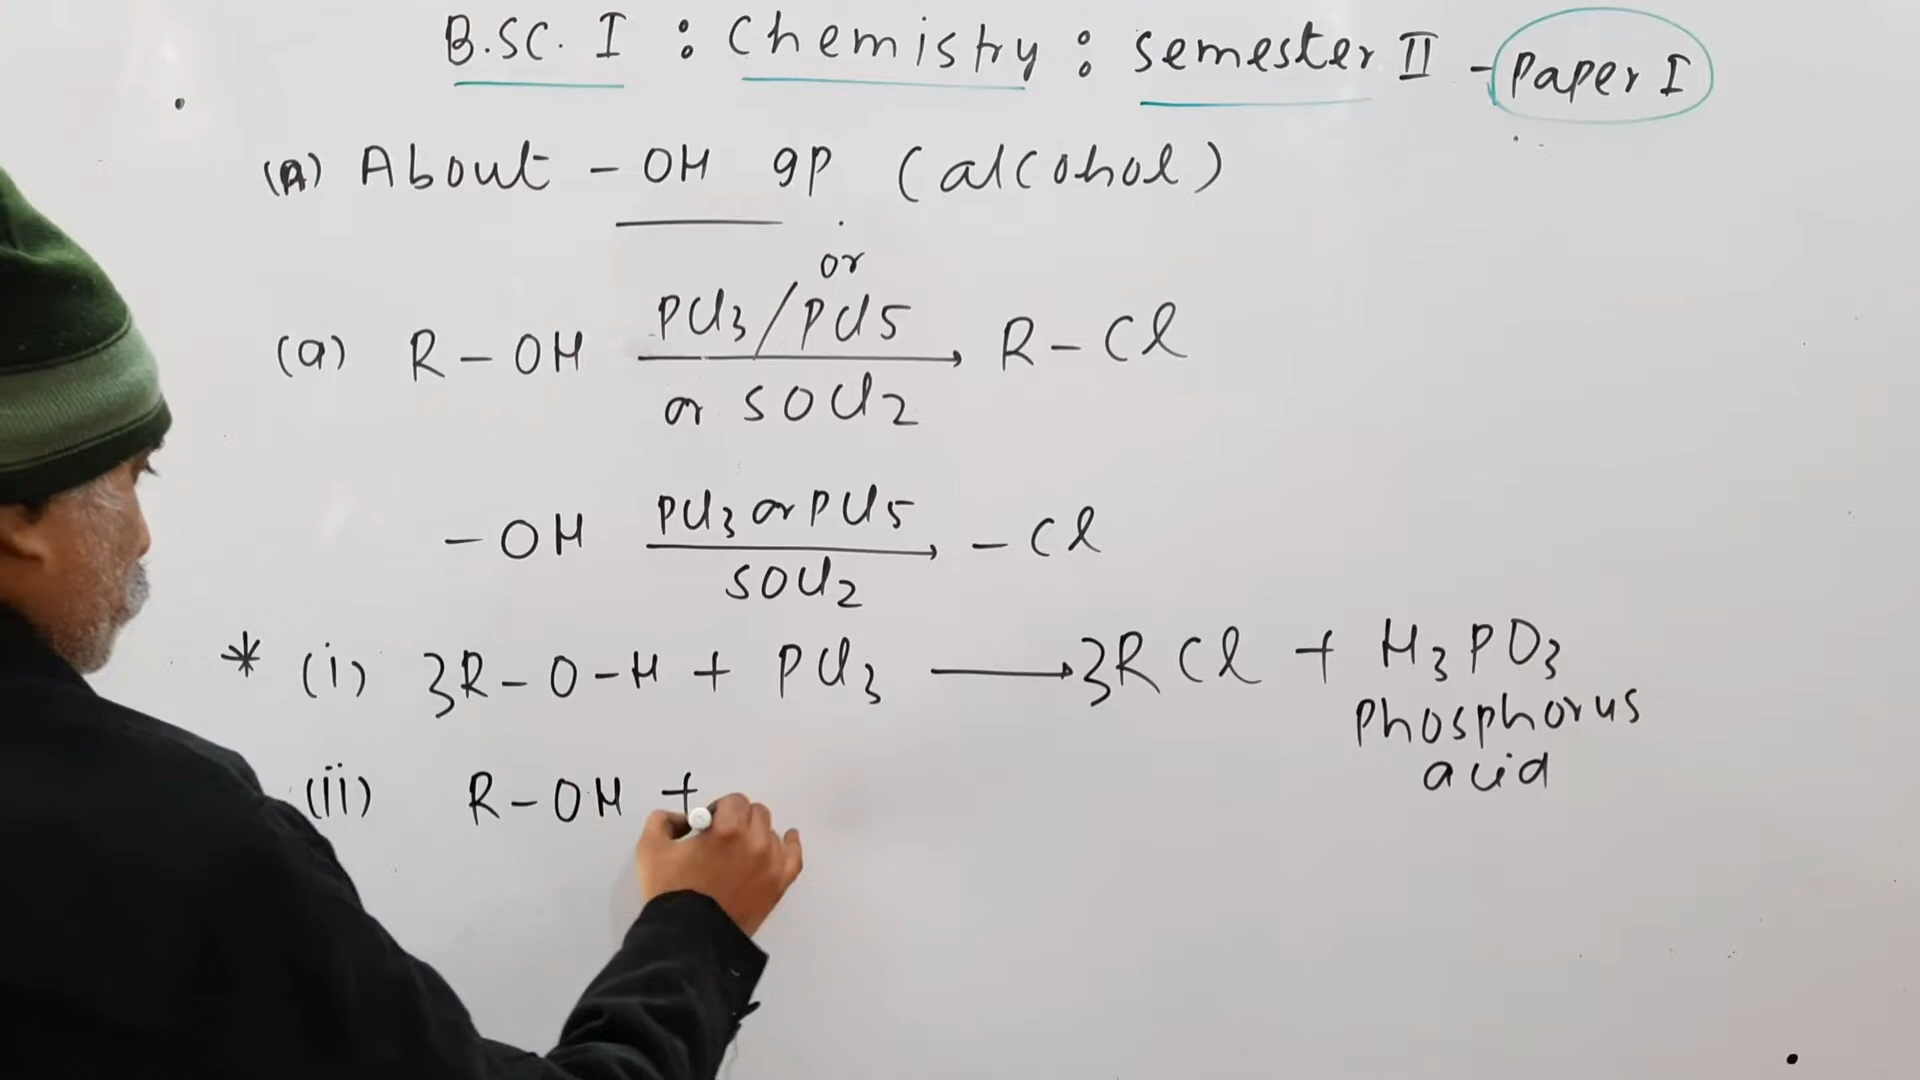 B.SC. I : Chemistry : Semester II - Paper I
(A) About - OH gp (alcohol)
or
(a) R - OH PCl3/PCl5 R - Cl
or SOCl2
- OH PCl3 or PCl5 - Cl
SOCl2
* (i) 3R-O-H + PCl3 → 3RCl + H3PO3
Phosphorus
acid
(ii) R-OH +